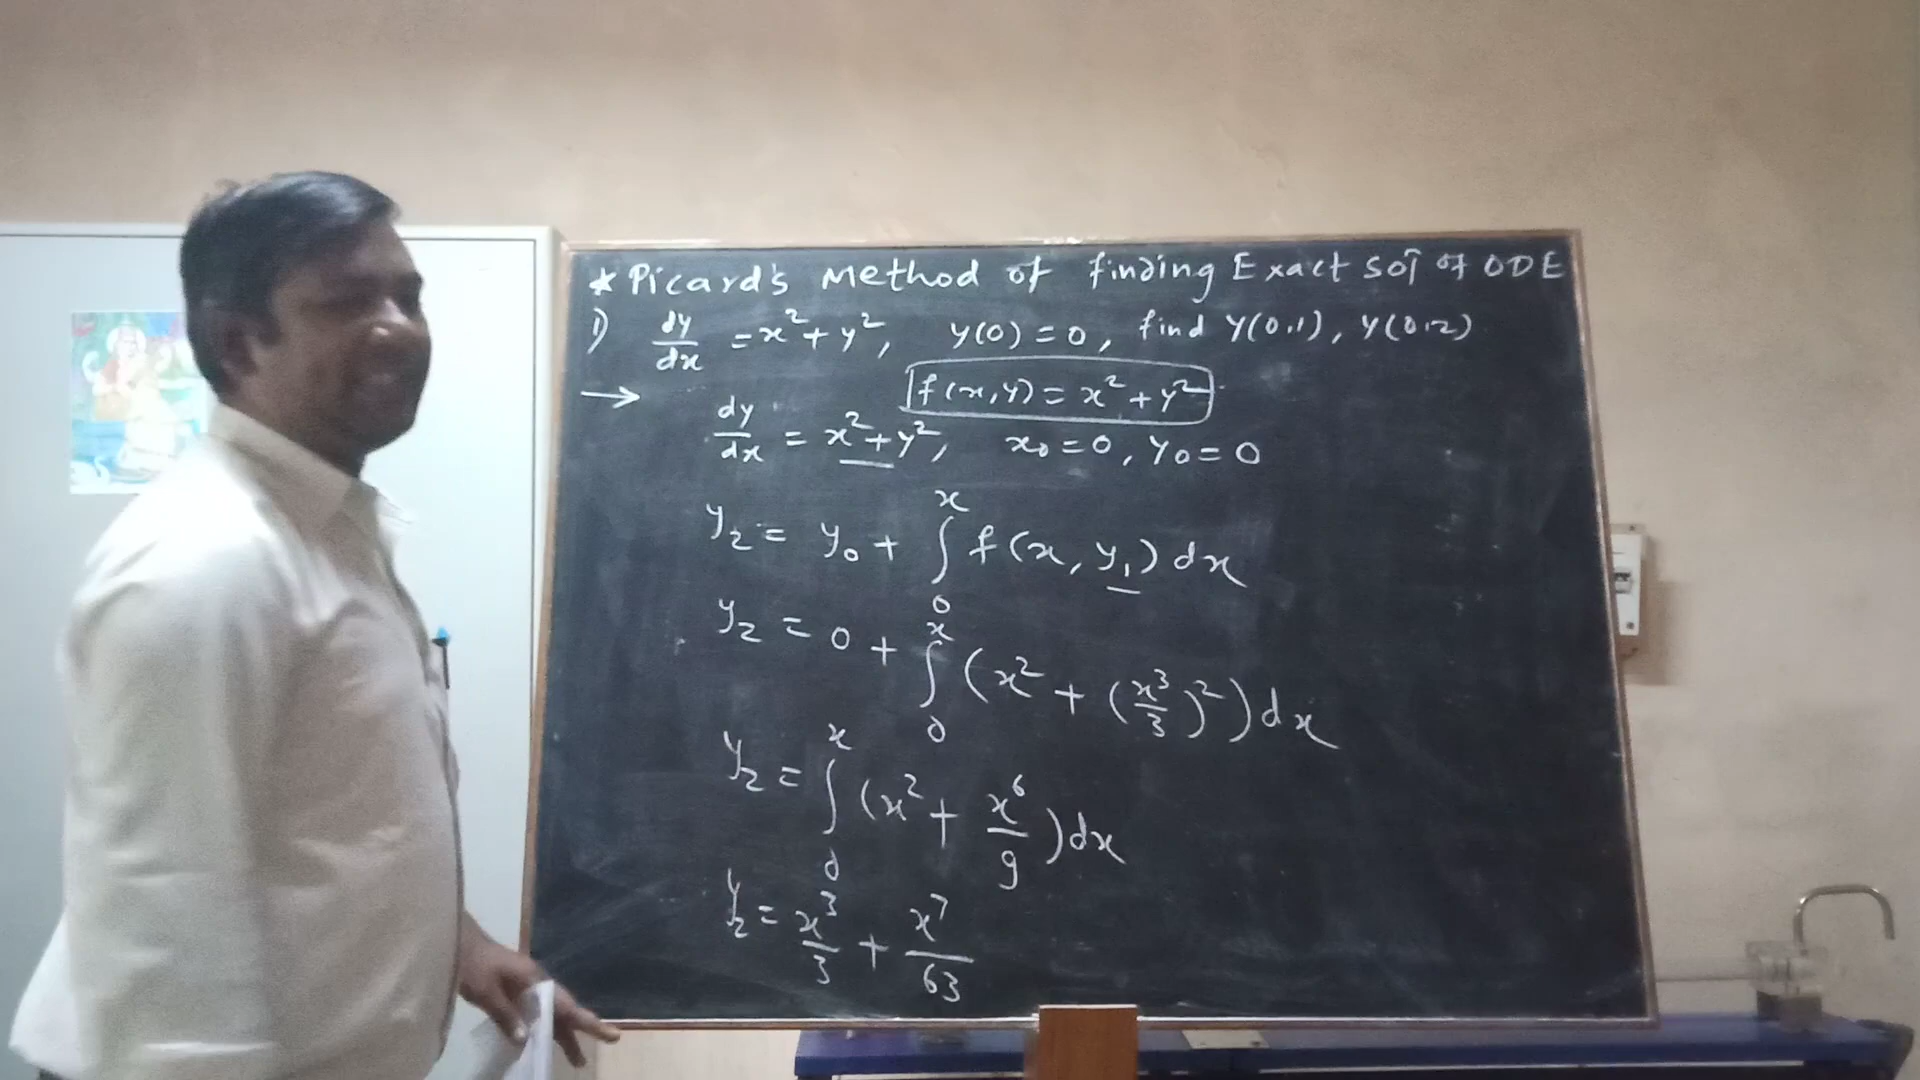 * Picard's Method of finding Exact Solⁿ of ODE
1) dy/dx = x² + y², y(0) = 0, find y(0.1), y(0.2)
→ f(x,y) = x² + y²
dy/dx = x² + y², x₀ = 0, y₀ = 0
y₂ = y₀ + ∫₀ˣ f(x, y₁) dx
y₂ = 0 + ∫₀ˣ (x² + (x³/3)²) dx
y₂ = ∫₀ˣ (x² + x⁶/9) dx
y₂ = x³/3 + x⁷/63